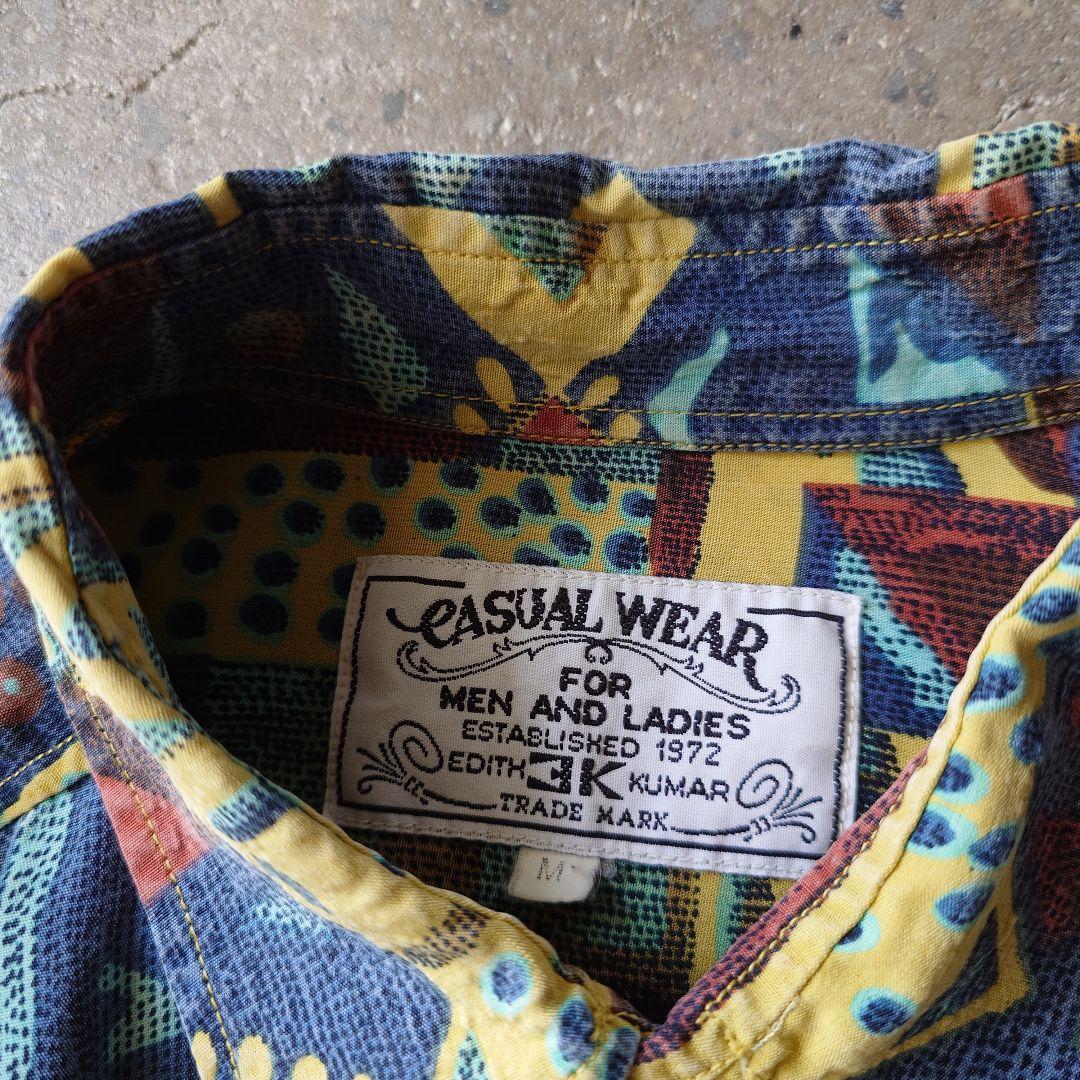 CASUAL WEAR
FOR
MEN AND LADIES
ESTABLISHED 1972
EDITH EK KUMAR
TRADE MARK
M